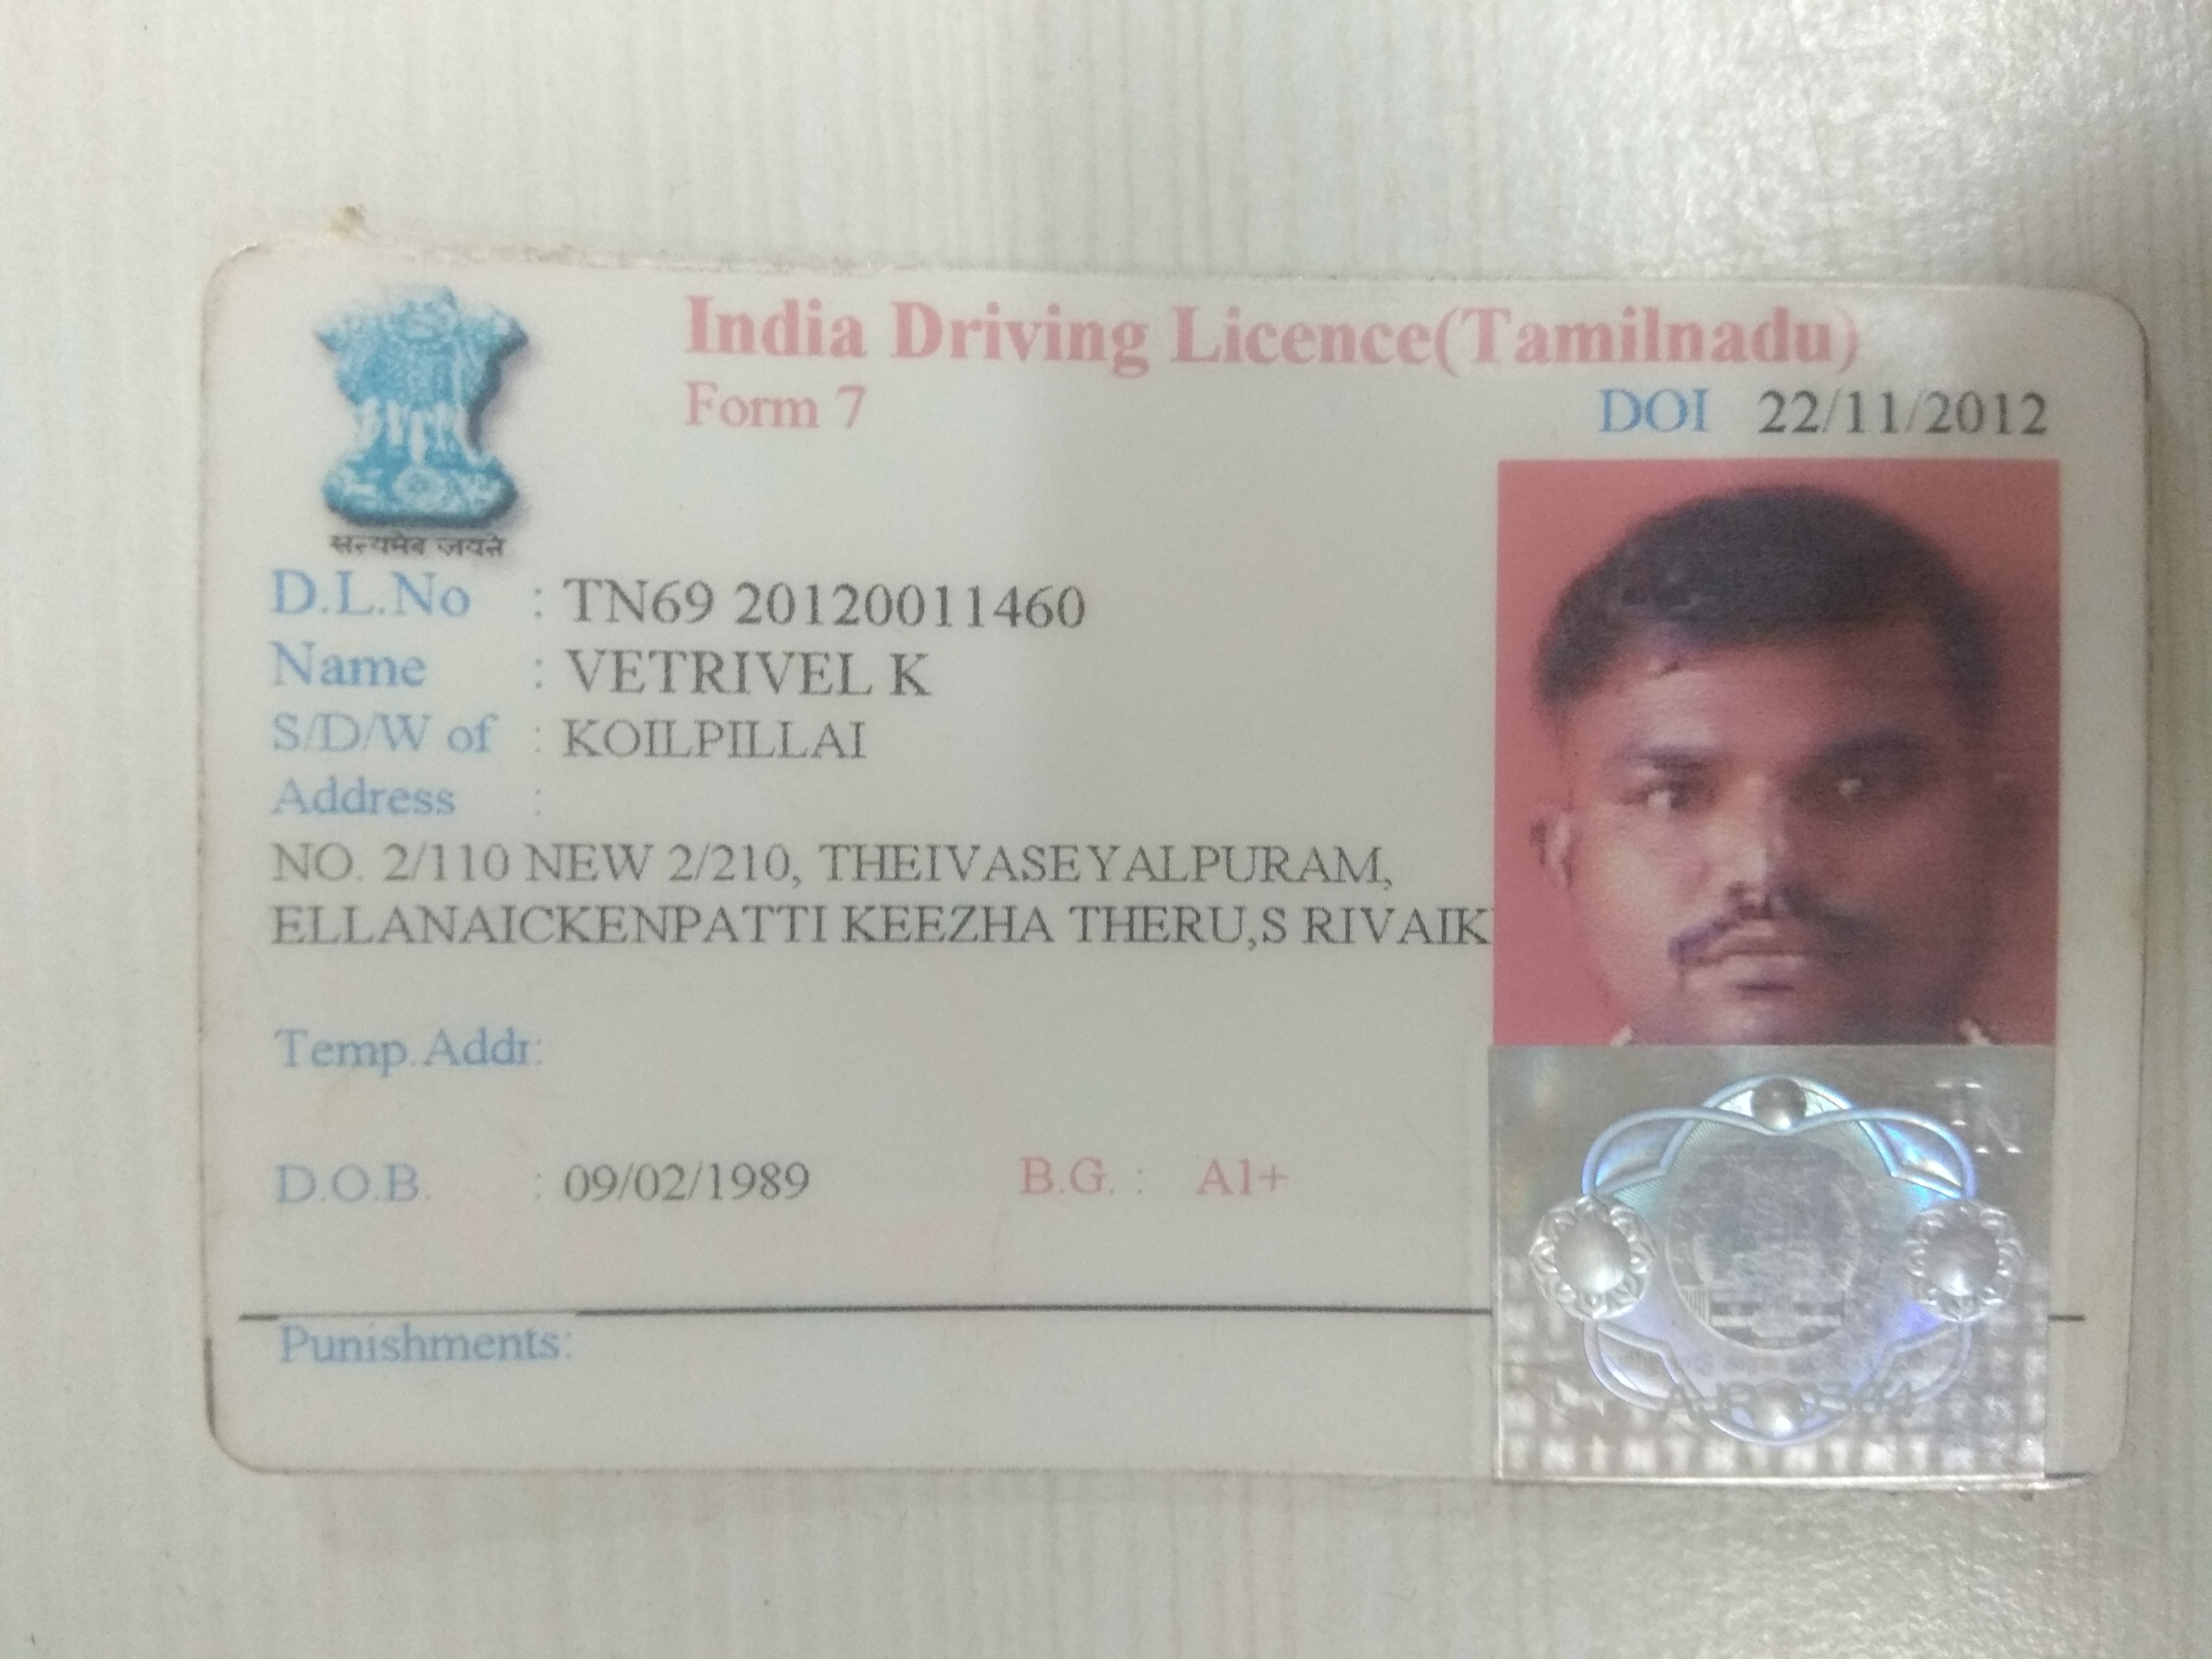 India Driving Licence(Tamilnadu)
Form 7
DOI 22/11/2012
सत्यमेव जयते
D.L.No : TN69 20120011460
Name : VETRIVEL K
S/D/W of : KOILPILLAI
Address :
NO. 2/110 NEW 2/210, THEIVASEYALPURAM,
ELLANAICKENPATTI KEEZHA THERU,S RIVAIK
Temp.Addr:
D.O.B. : 09/02/1989 B.G. : A1+
TN
Punishments: